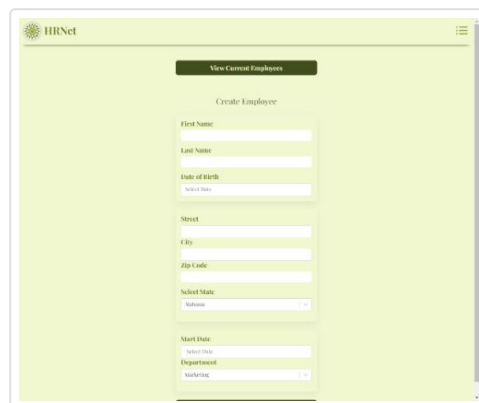 HRNet
View Current Employees
Create Employee
First Name
Last Name
Date of Birth
Select Date
Street
City
Zip Code
Select State
Alabama
Start Date
Select Date
Department
Marketing